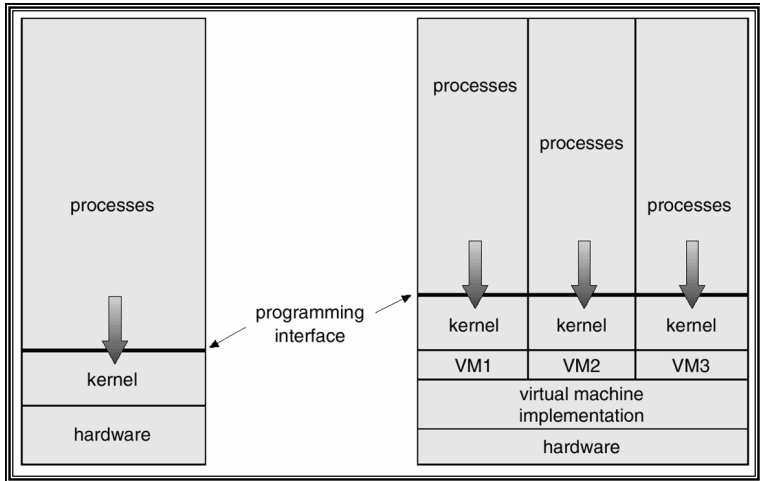 processes
kernel
hardware
programming
interface
processes
processes
processes
kernel
kernel
kernel
VM1
VM2
VM3
virtual machine
implementation
hardware